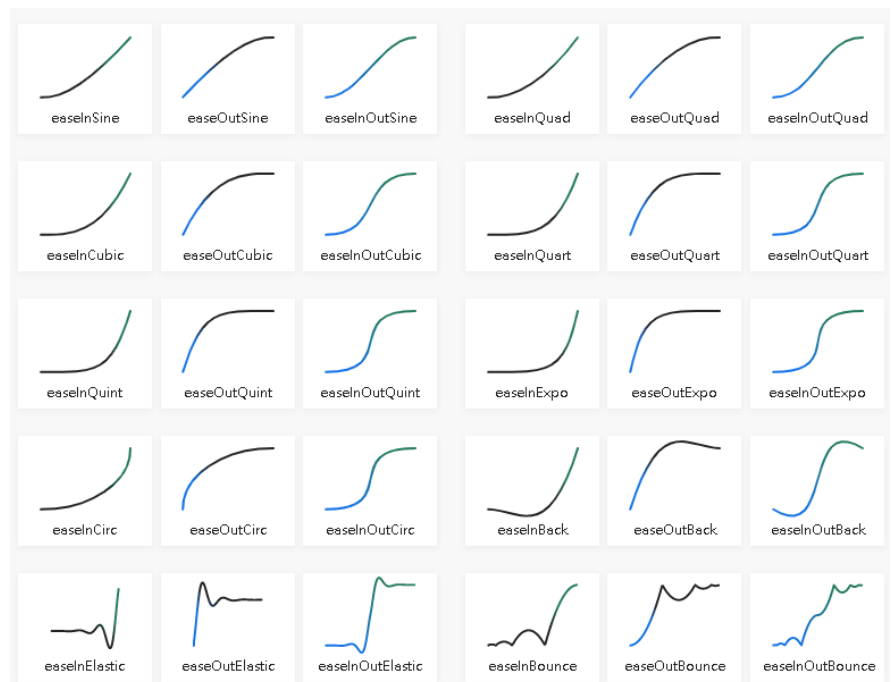 easeInSine easeOutSine easeInOutSine easeInQuad easeOutQuad easeInOutQuad
easeInCubic easeOutCubic easeInOutCubic easeInQuart easeOutQuart easeInOutQuart
easeInQuint easeOutQuint easeInOutQuint easeInExpo easeOutExpo easeInOutExpo
easeInCirc easeOutCirc easeInOutCirc easeInBack easeOutBack easeInOutBack
easeInElastic easeOutElastic easeInOutElastic easeInBounce easeOutBounce easeInOutBounce